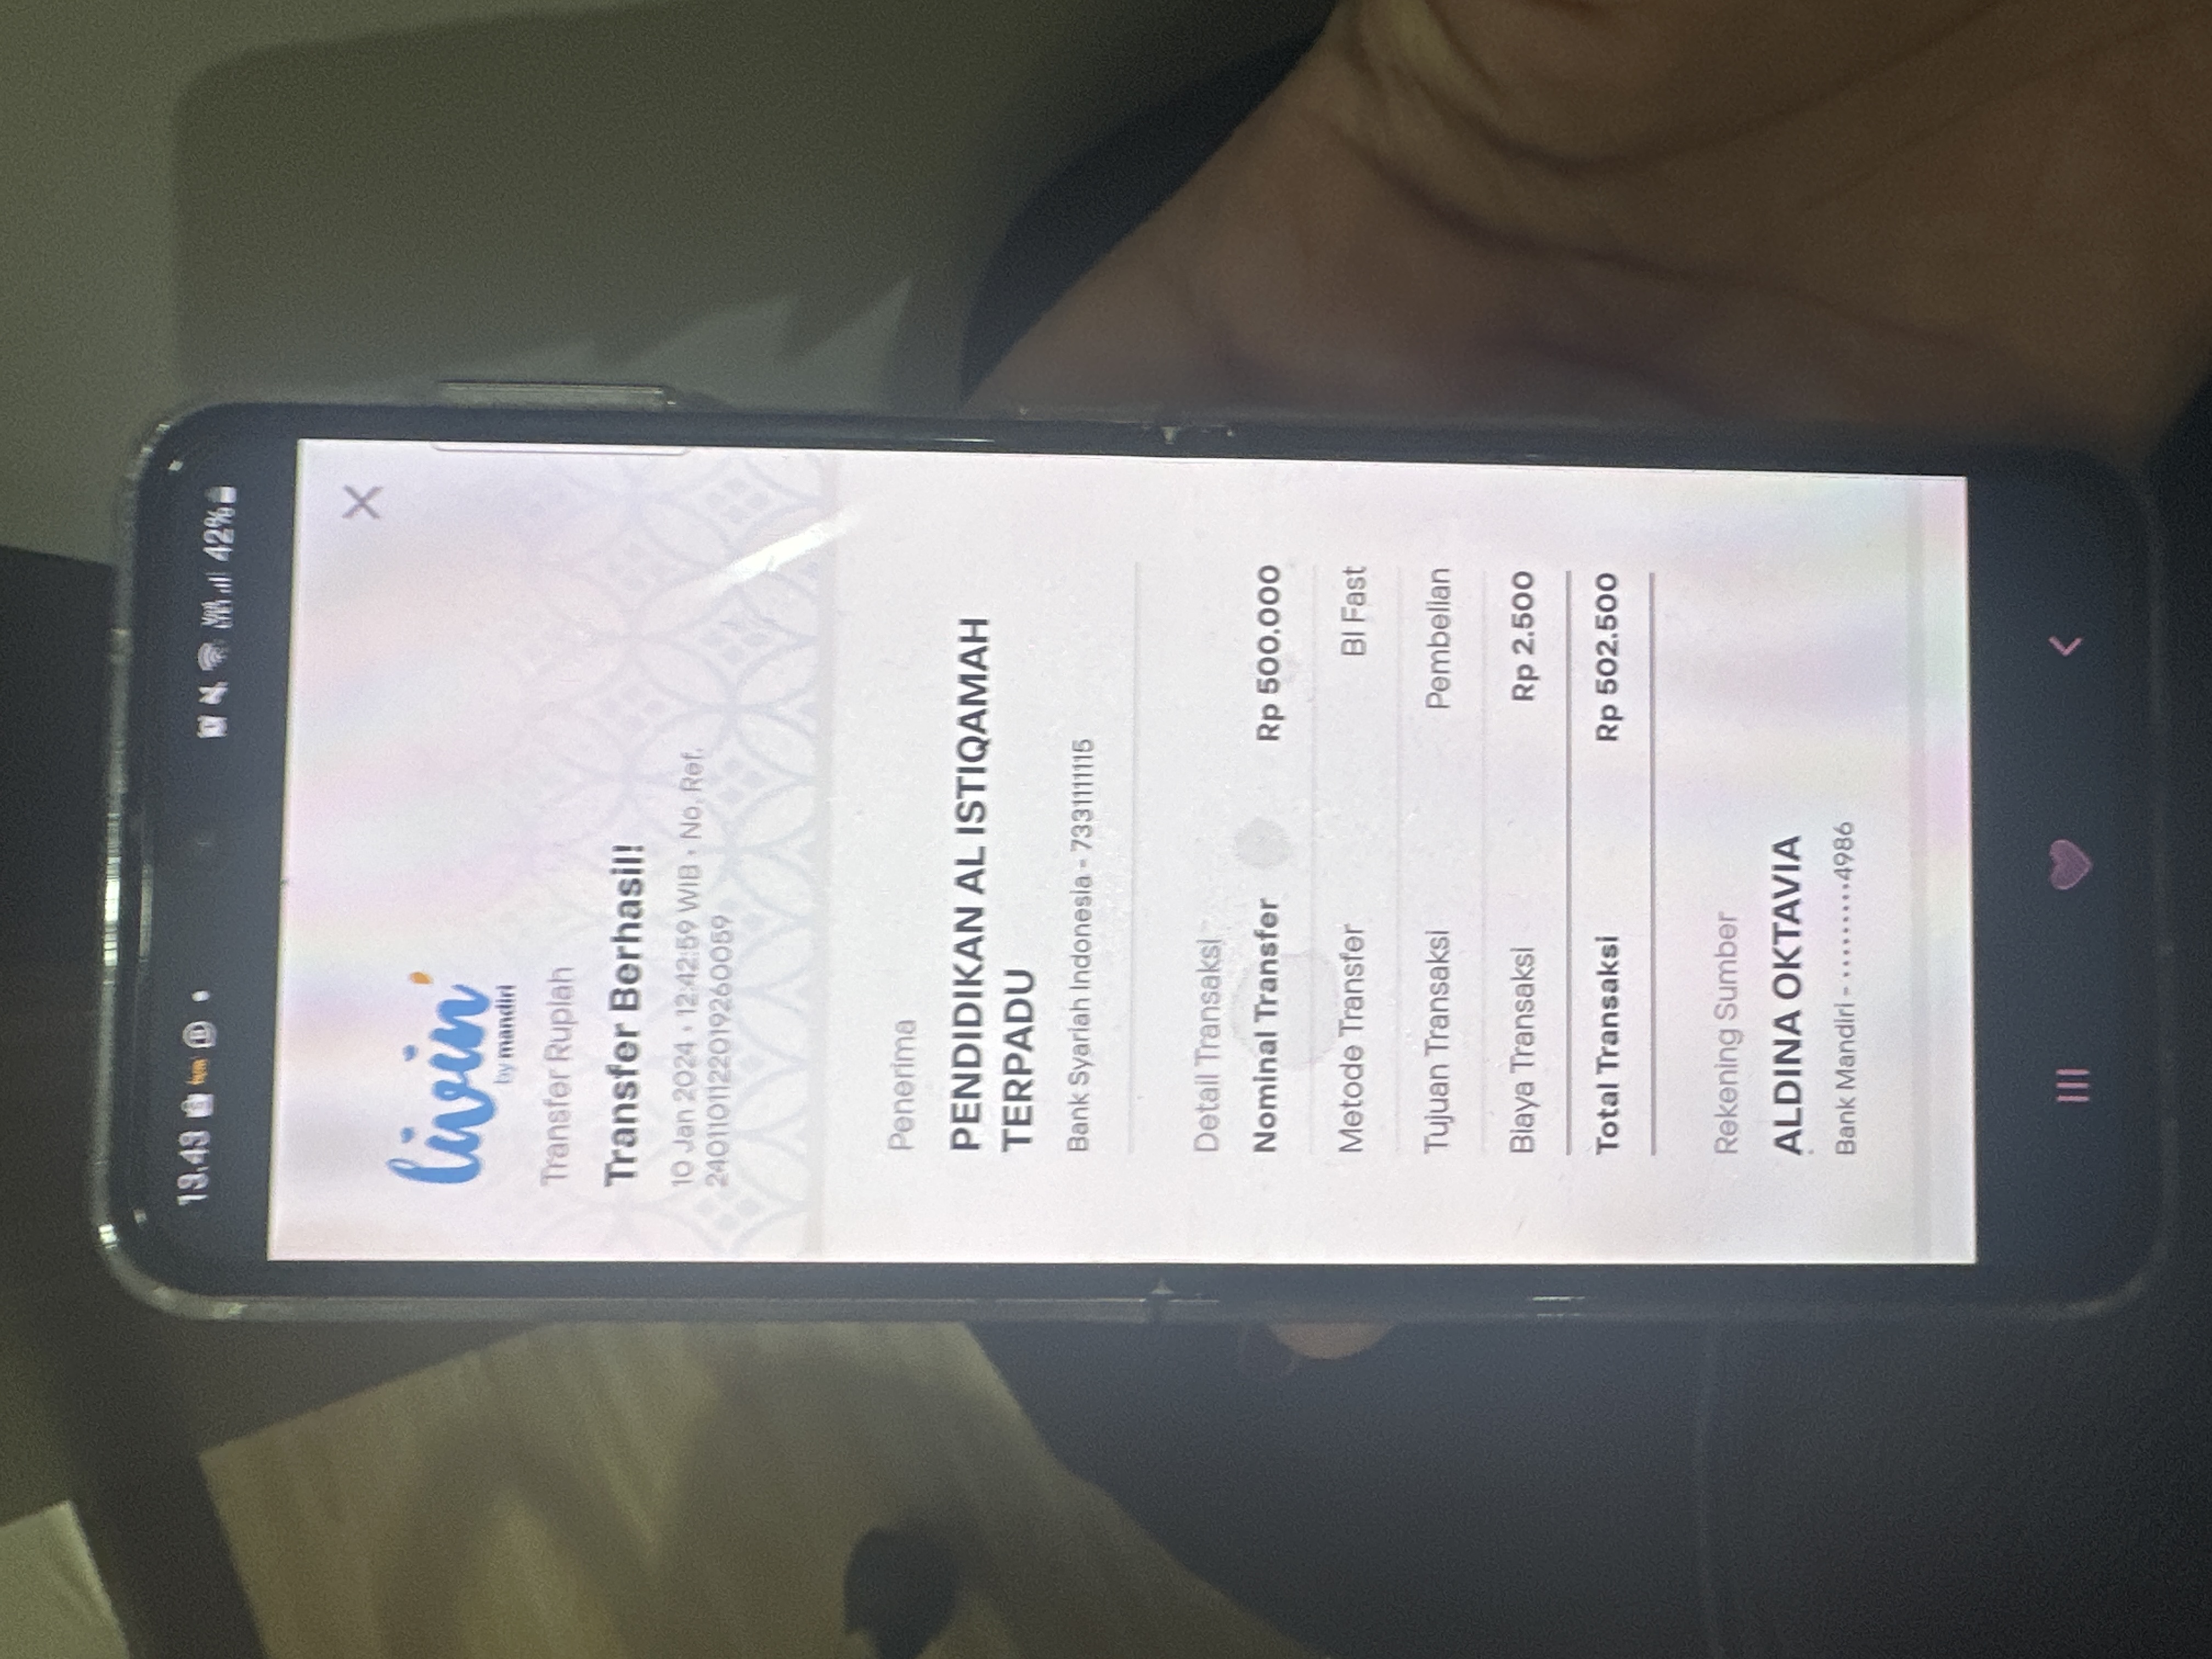 13.43
42%
livin'
by mandiri
Transfer Rupiah
Transfer Berhasil!
10 Jan 2024 • 12:42:59 WIB • No. Ref.
2401101122019260059
Penerima
PENDIDIKAN AL ISTIQAMAH
TERPADU
Bank Syariah Indonesia - 7331111115
Detail Transaksi
Nominal Transfer Rp 500.000
Metode Transfer BI Fast
Tujuan Transaksi Pembelian
Biaya Transaksi Rp 2.500
Total Transaksi Rp 502.500
Rekening Sumber
ALDINA OKTAVIA
Bank Mandiri - •••••••••4986